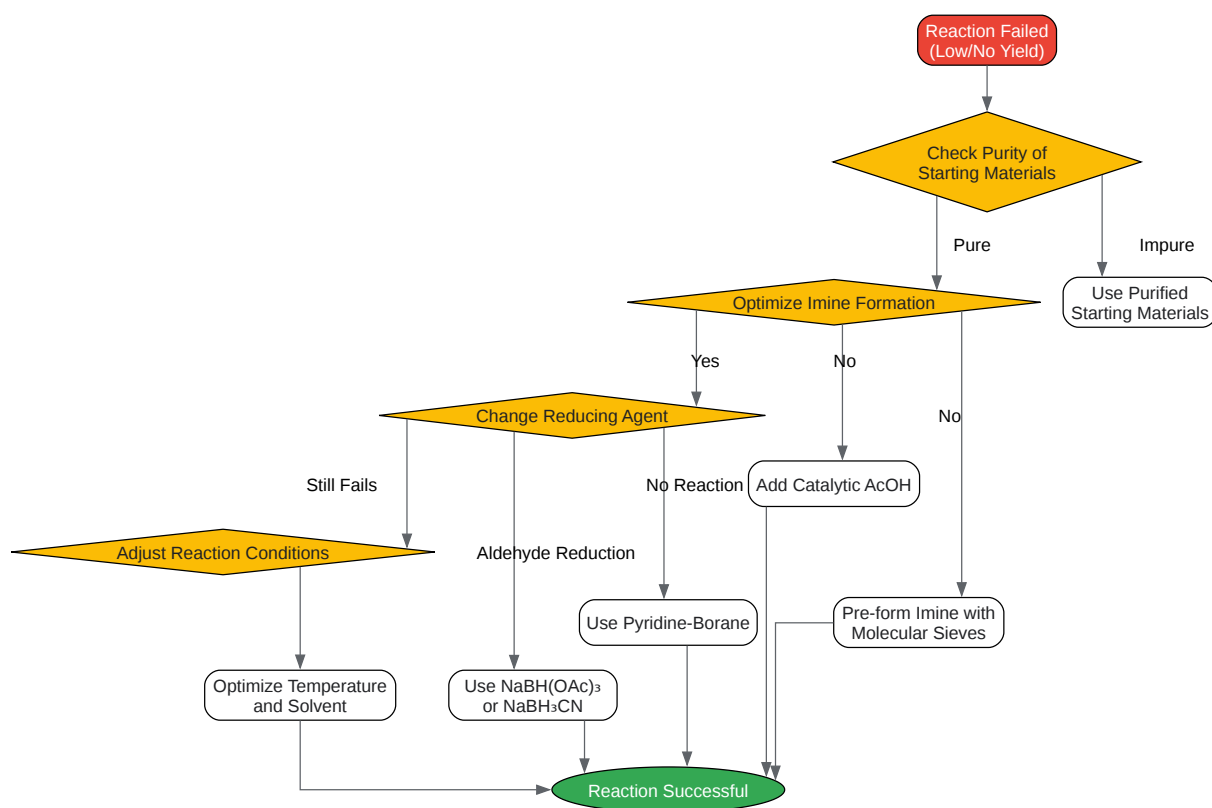 Reaction Failed
(Low/No Yield)
Check Purity of
Starting Materials
Pure
Impure
Optimize Imine Formation
Use Purified
Starting Materials
Yes
No
No
Change Reducing Agent
Still Fails
No Reaction
Add Catalytic AcOH
Adjust Reaction Conditions
Aldehyde Reduction
Use Pyridine-Borane
Pre-form Imine with
Molecular Sieves
Optimize Temperature
and Solvent
Use NaBH(OAc)₃
or NaBH₃CN
Reaction Successful